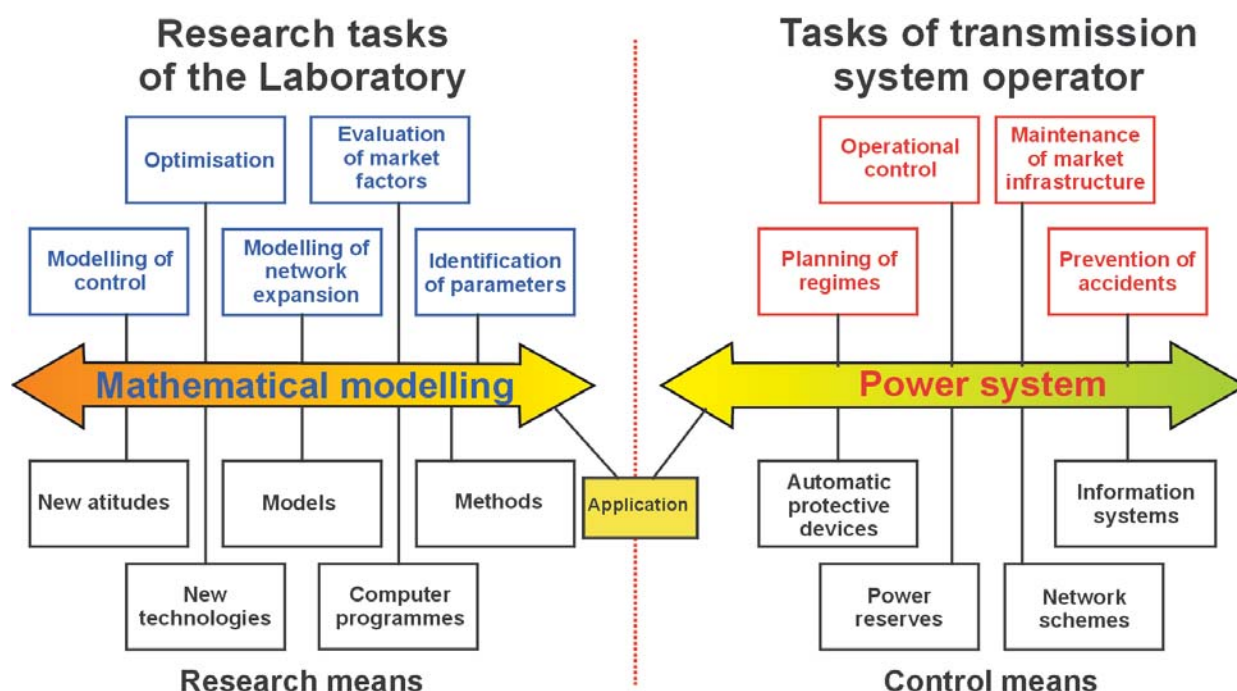 Research tasks
of the Laboratory
Tasks of transmission
system operator
Optimisation
Evaluation
of market
factors
Operational
control
Maintenance
of market
infrastructure
Modelling of
control
Modelling of
network
expansion
Identification
of parameters
Planning of
regimes
Prevention of
accidents
Mathematical modelling
Power system
New atitudes
Models
Methods
Application
Automatic
protective
devices
Information
systems
New
technologies
Computer
programmes
Power
reserves
Network
schemes
Research means
Control means